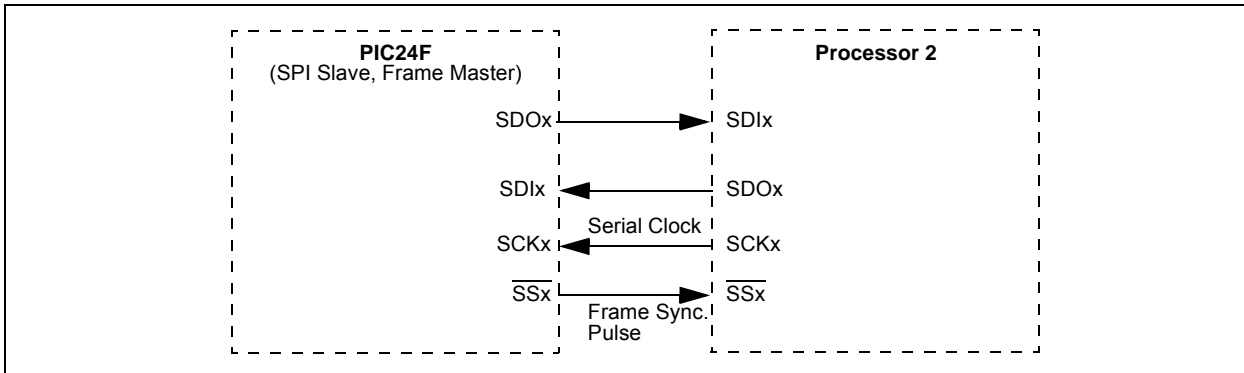 PIC24F
(SPI Slave, Frame Master)
Processor 2
SDOx
SDIx
SDIx
SDOx
Serial Clock
SCKx
SCKx
SSx
SSx
Frame Sync.
Pulse